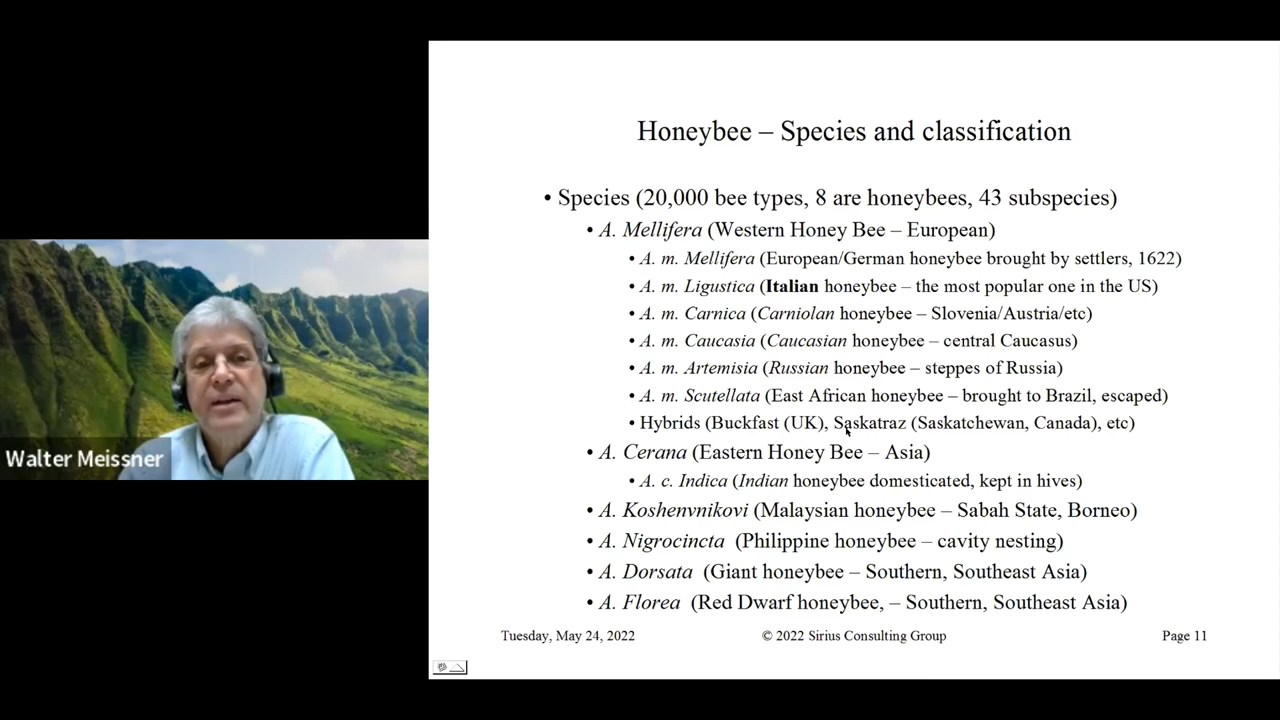 Honeybee – Species and classification
• Species (20,000 bee types, 8 are honeybees, 43 subspecies)
• A. Mellifera (Western Honey Bee – European)
• A. m. Mellifera (European/German honeybee brought by settlers, 1622)
• A. m. Ligustica (Italian honeybee – the most popular one in the US)
• A. m. Carnica (Carniolan honeybee – Slovenia/Austria/etc)
• A. m. Caucasia (Caucasian honeybee – central Caucasus)
• A. m. Artemisia (Russian honeybee – steppes of Russia)
• A. m. Scutellata (East African honeybee – brought to Brazil, escaped)
• Hybrids (Buckfast (UK), Saskatraz (Saskatchewan, Canada), etc)
• A. Cerana (Eastern Honey Bee – Asia)
• A. c. Indica (Indian honeybee domesticated, kept in hives)
• A. Koshenvnikovi (Malaysian honeybee – Sabah State, Borneo)
• A. Nigrocincta (Philippine honeybee – cavity nesting)
• A. Dorsata (Giant honeybee – Southern, Southeast Asia)
• A. Florea (Red Dwarf honeybee, – Southern, Southeast Asia)
Tuesday, May 24, 2022 © 2022 Sirius Consulting Group Page 11
Walter Meissner